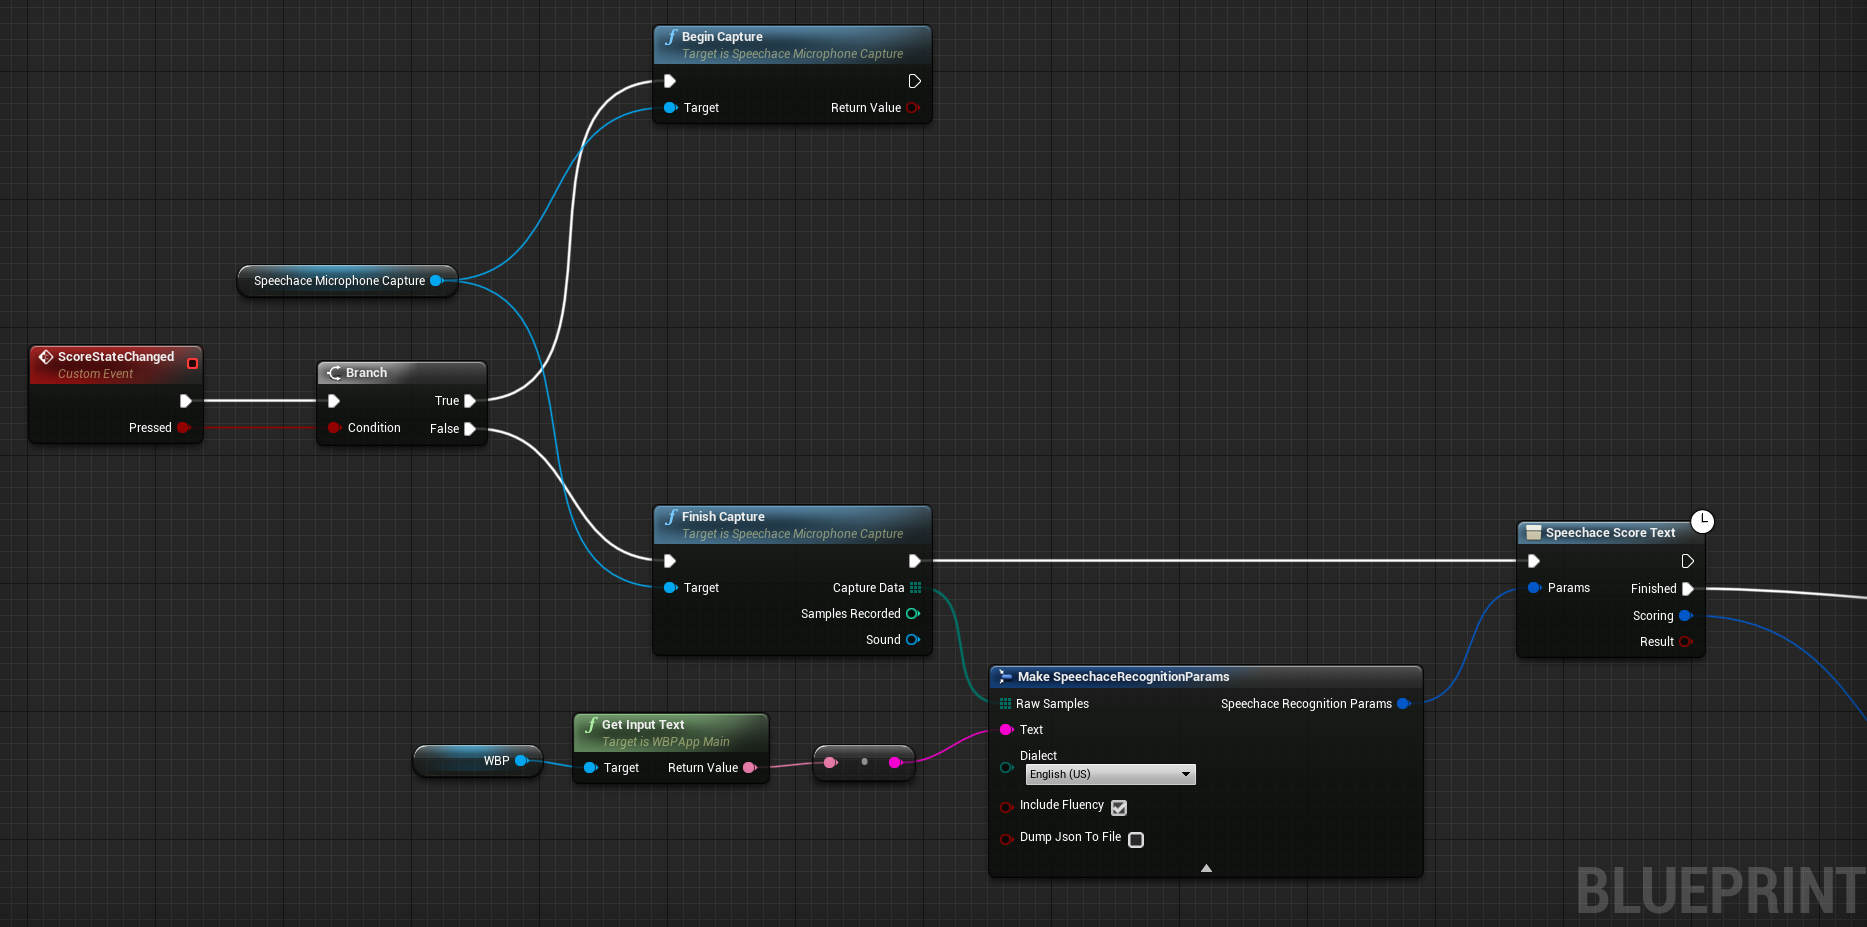 Begin Capture
Target is Speechace Microphone Capture
Target
Return Value
Speechace Microphone Capture
ScoreStateChanged
Custom Event
Pressed
Branch
True
Condition
False
Finish Capture
Target is Speechace Microphone Capture
Target
Capture Data
Samples Recorded
Sound
Speechace Score Text
Params
Finished
Scoring
Result
Make SpeechaceRecognitionParams
Raw Samples
Speechace Recognition Params
Text
Dialect
English (US)
Include Fluency
Dump Json To File
Get Input Text
Target is WBPApp Main
WBP
Target
Return Value
BLUEPRINT